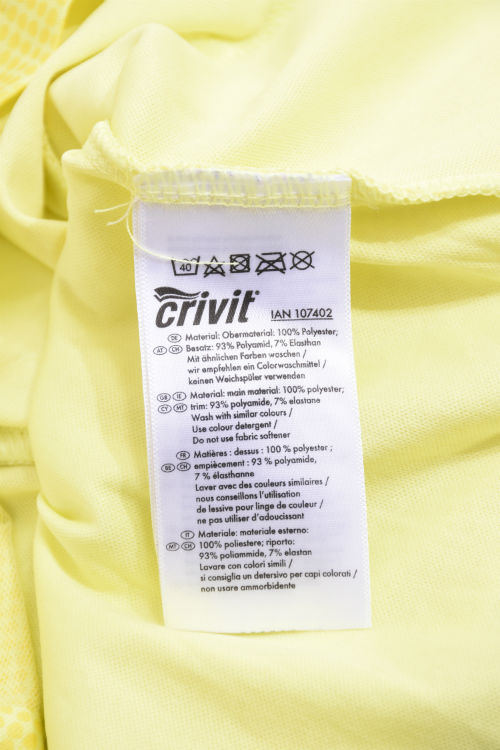 40
crivit
IAN 107402
DE Material: Obermaterial: 100% Polyester;
AT CH Besatz: 93% Polyamid, 7% Elasthan
Mit ähnlichen Farben waschen /
wir empfehlen ein Colorwaschmittel /
keinen Weichspüler verwenden
GB IE Material: main material: 100% polyester;
CY MT trim: 93% polyamide, 7% elastane
Wash with similar colours /
Use colour detergent /
Do not use fabric softener
FR Matières : dessus : 100 % polyester ;
BE CH empiècement : 93 % polyamide,
7 % élasthanne
Laver avec des couleurs similaires /
nous conseillons l'utilisation
de lessive pour linge de couleur /
ne pas utiliser d'adoucissant
IT Materiale: materiale esterno:
MT CH 100% poliestere; riporto:
93% poliammide, 7% elastan
Lavare con colori simili /
si consiglia un detersivo per capi colorati /
non usare ammorbidente